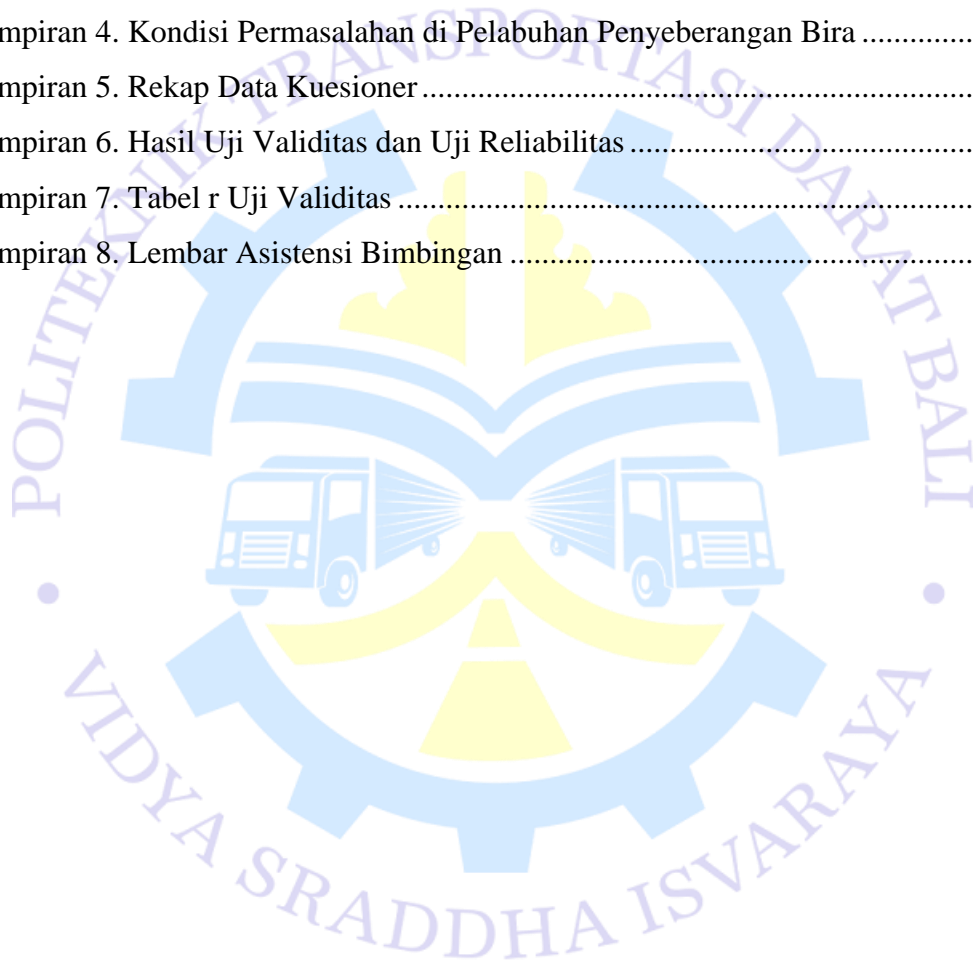 mpiran 4. Kondisi Permasalahan di Pelabuhan Penyeberangan Bira ..............
mpiran 5. Rekap Data Kuesioner ......................................................................
mpiran 6. Hasil Uji Validitas dan Uji Reliabilitas ...........................................
mpiran 7. Tabel r Uji Validitas .........................................................................
mpiran 8. Lembar Asistensi Bimbingan ...........................................................
POLITEKNIK TRANSPORTASI DARAT BALI
• VIDYA SRADDHA ISVARAYA •